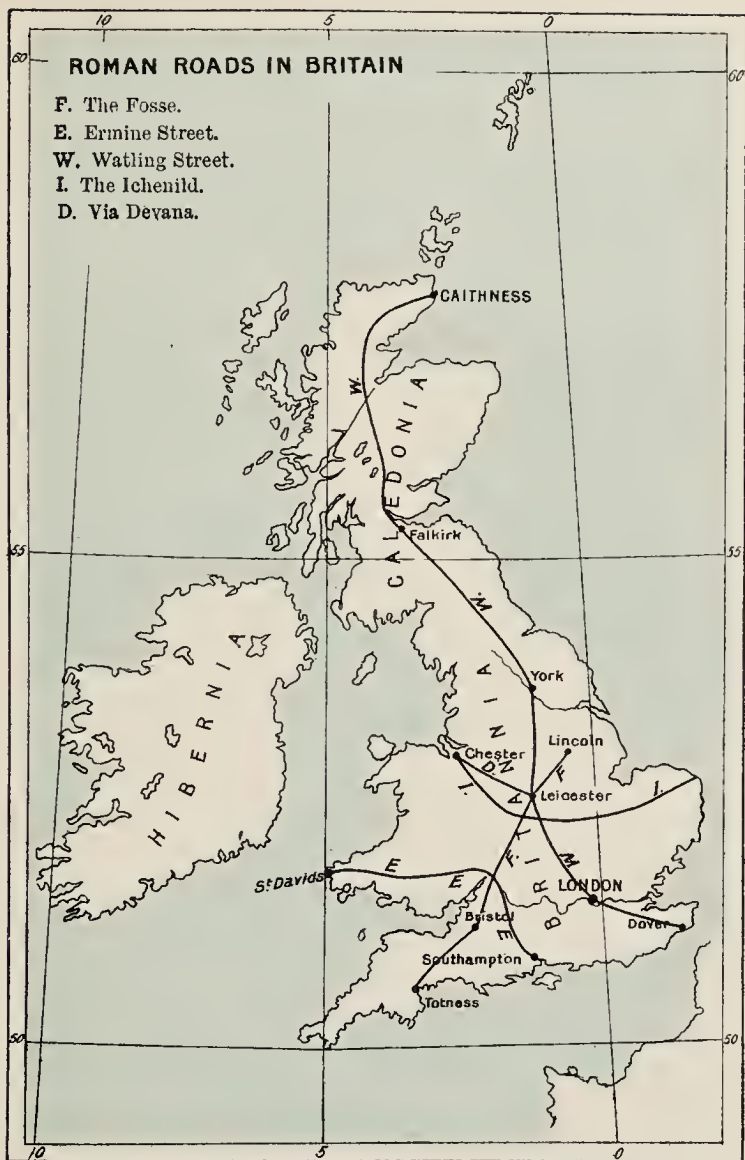 10 5 0
60 60
ROMAN ROADS IN BRITAIN
F. The Fosse.
E. Ermine Street.
W. Watling Street.
I. The Ichenild.
D. Via Devana.
CAITHNESS
W.
CALEDONIA
Falkirk
55 55
W.
HIBERNIA
York
BRITANNIA
Lincoln
Chester
D.
F
I.
Leicester
I.
F.
W
St. Davids
E
E
LONDON
Bristol
E
Dover
Southampton
Totness
50 50
10 5 0